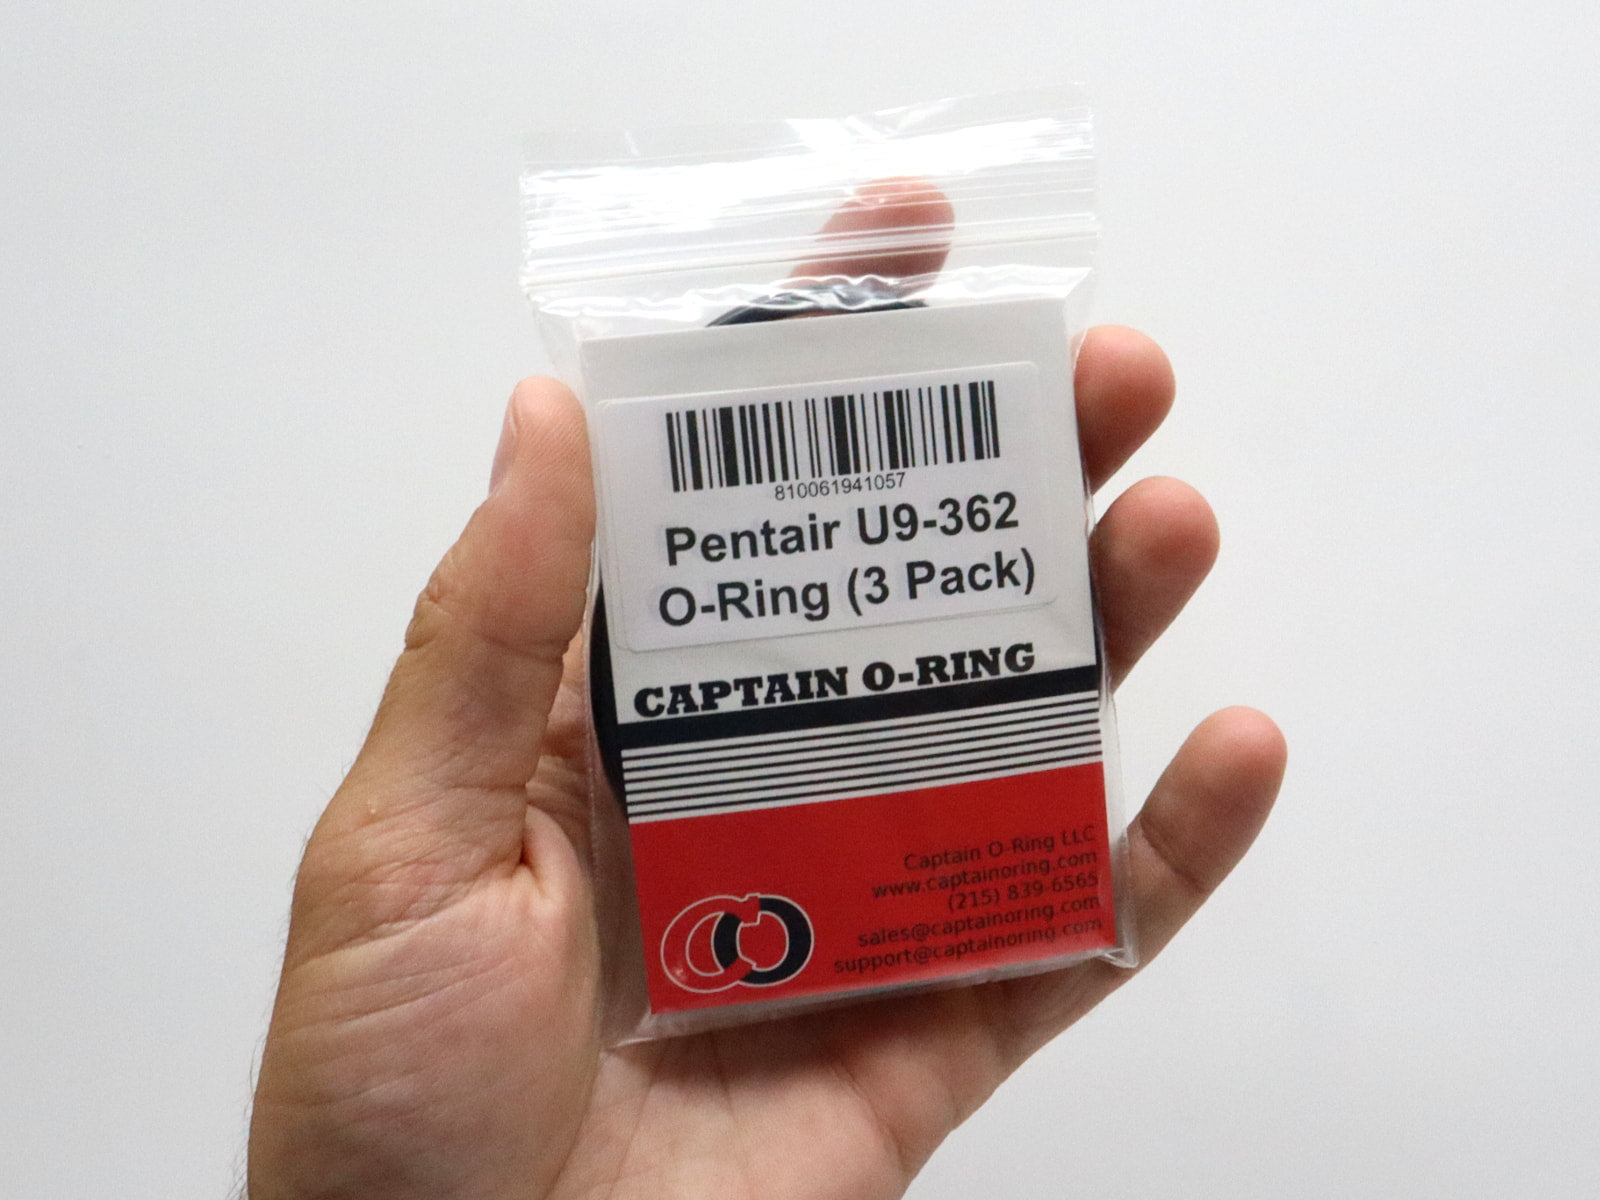 810061941057
Pentair U9-362
O-Ring (3 Pack)
CAPTAIN O-RING
Captain O-Ring LLC
www.captainoring.com
(215) 839-6565
sales@captainoring.com
support@captainoring.com